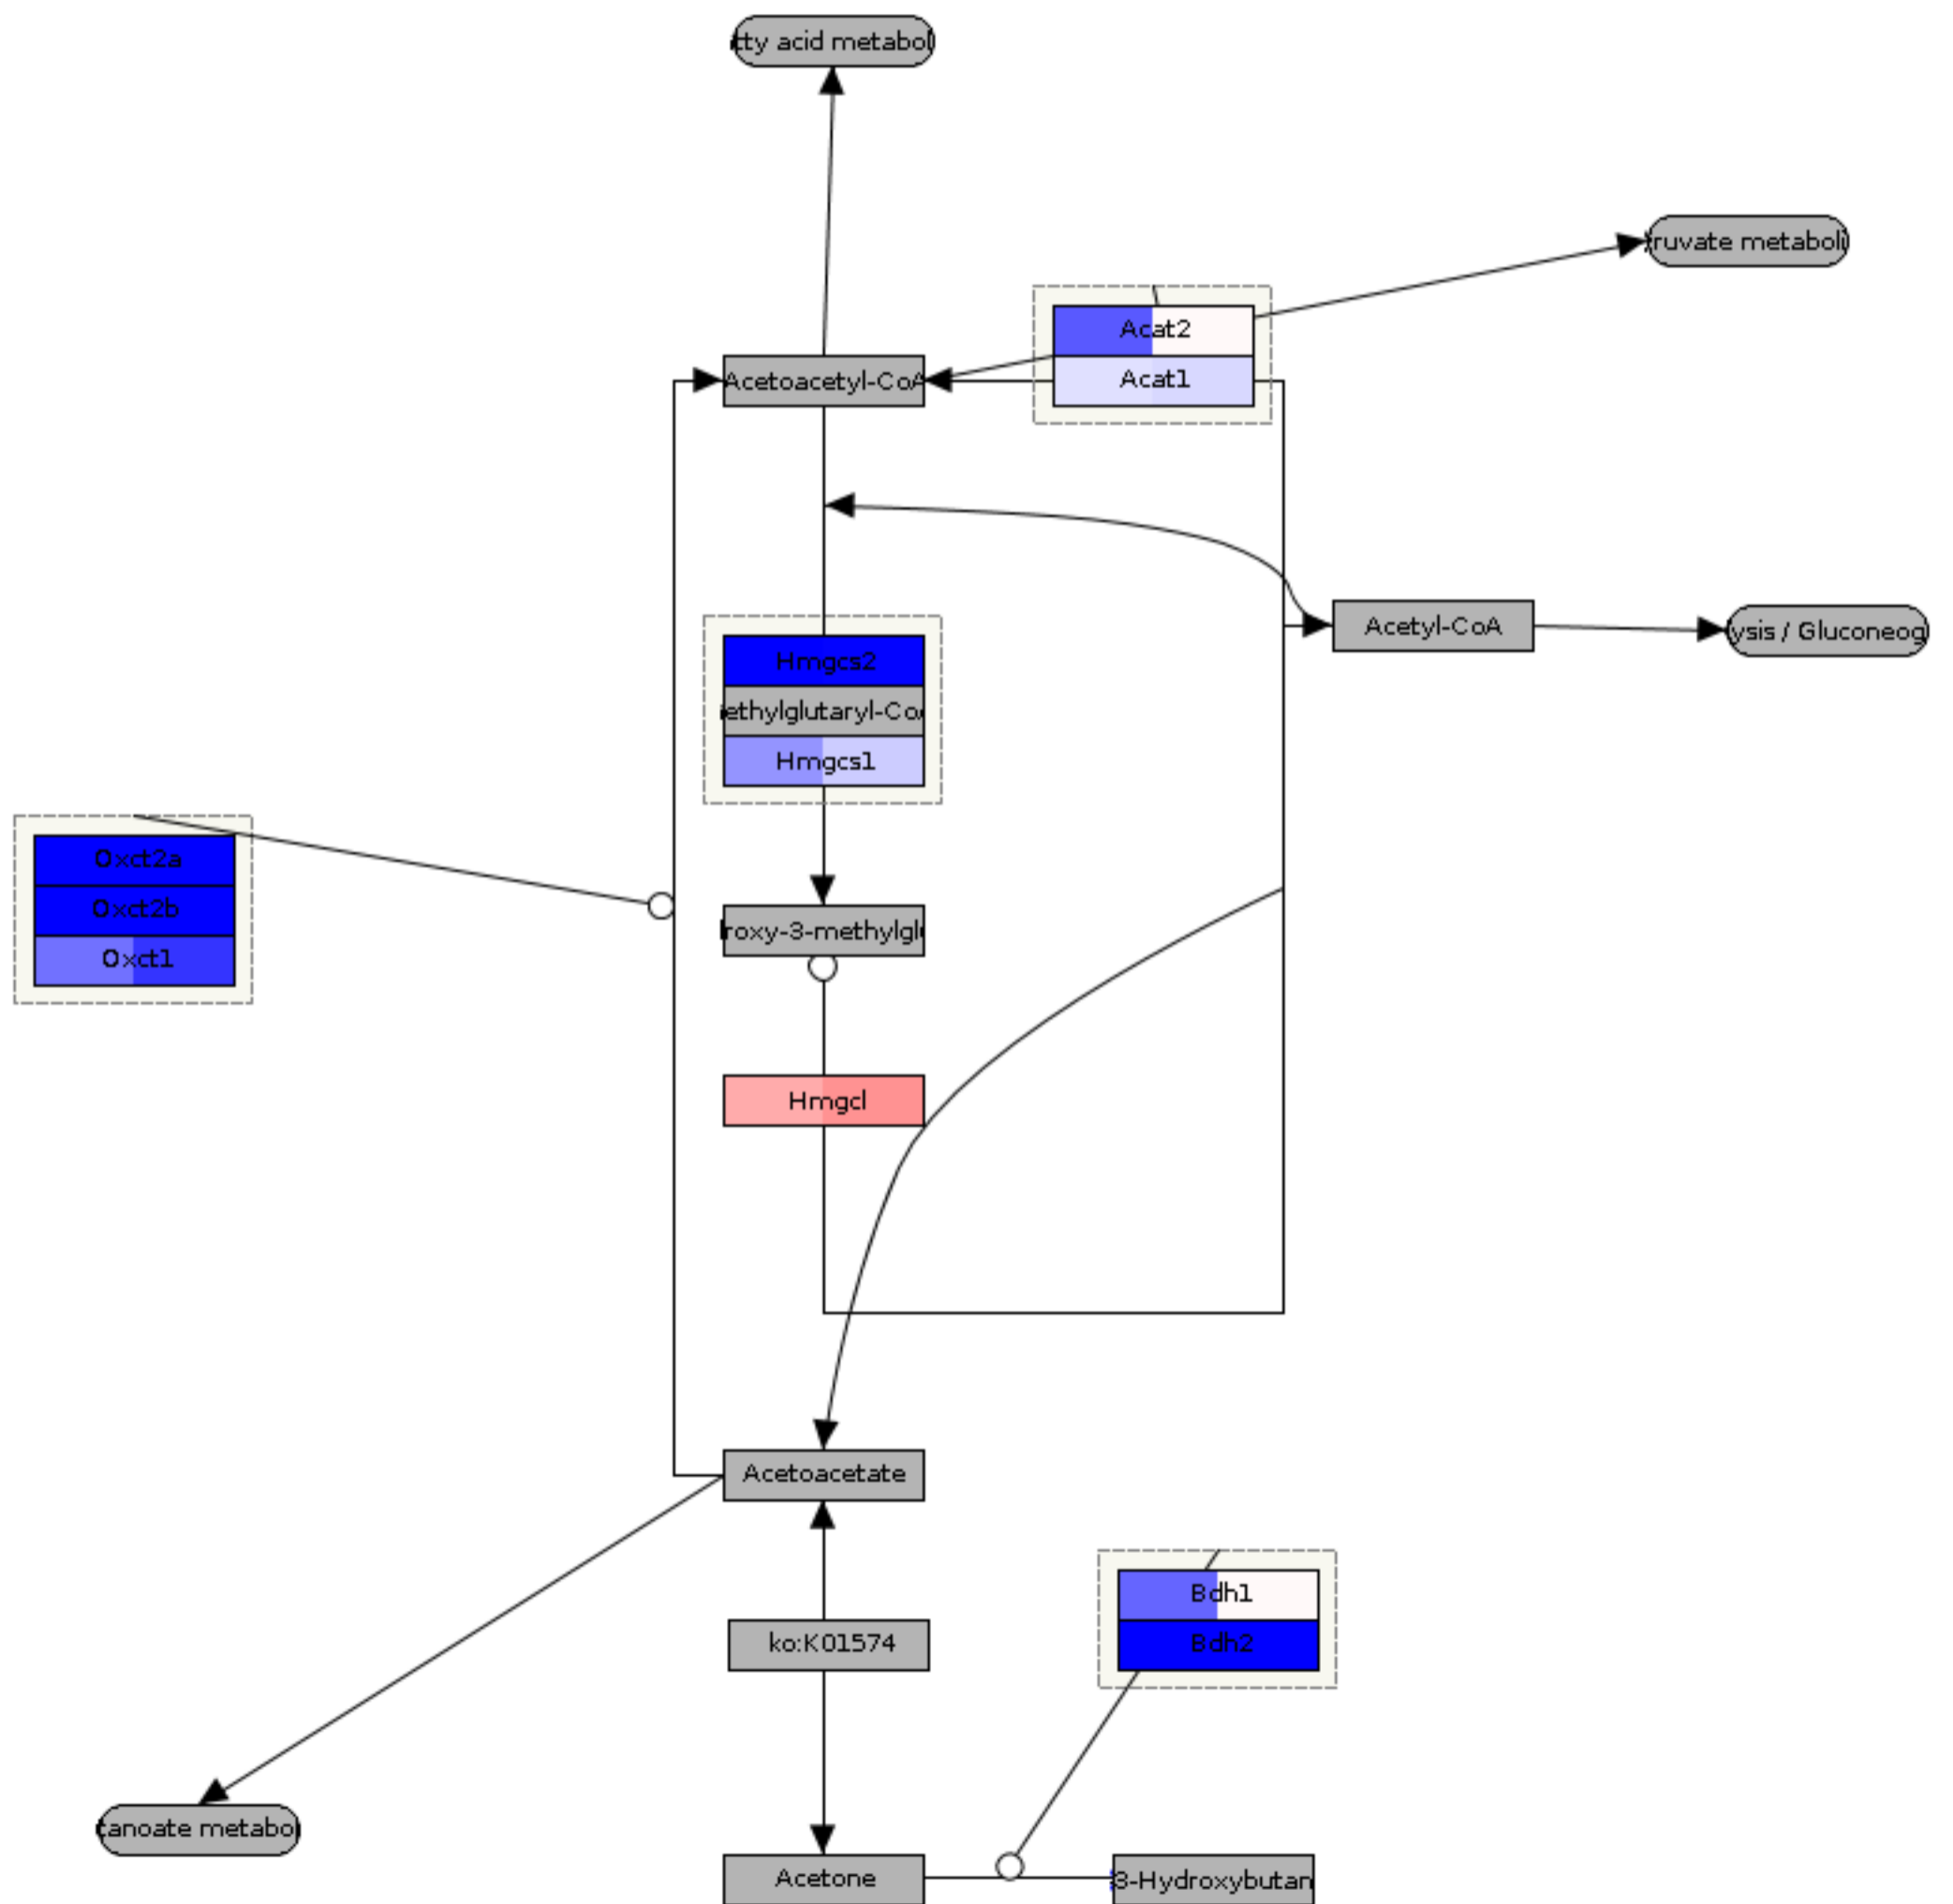 tty acid metabol
ruvate metaboli
Acat2
Acetoacetyl-CoA
Acat1
Acetyl-CoA
ysis / Gluconeog
Hmgcs2
ethylglutaryl-Co
Hmgcs1
Oxct2a
Oxct2b
roxy-3-methylgl
Oxct1
Hmgcl
Acetoacetate
Bdh1
ko:K01574
Bdh2
anoate metabo
Acetone
3-Hydroxybutan